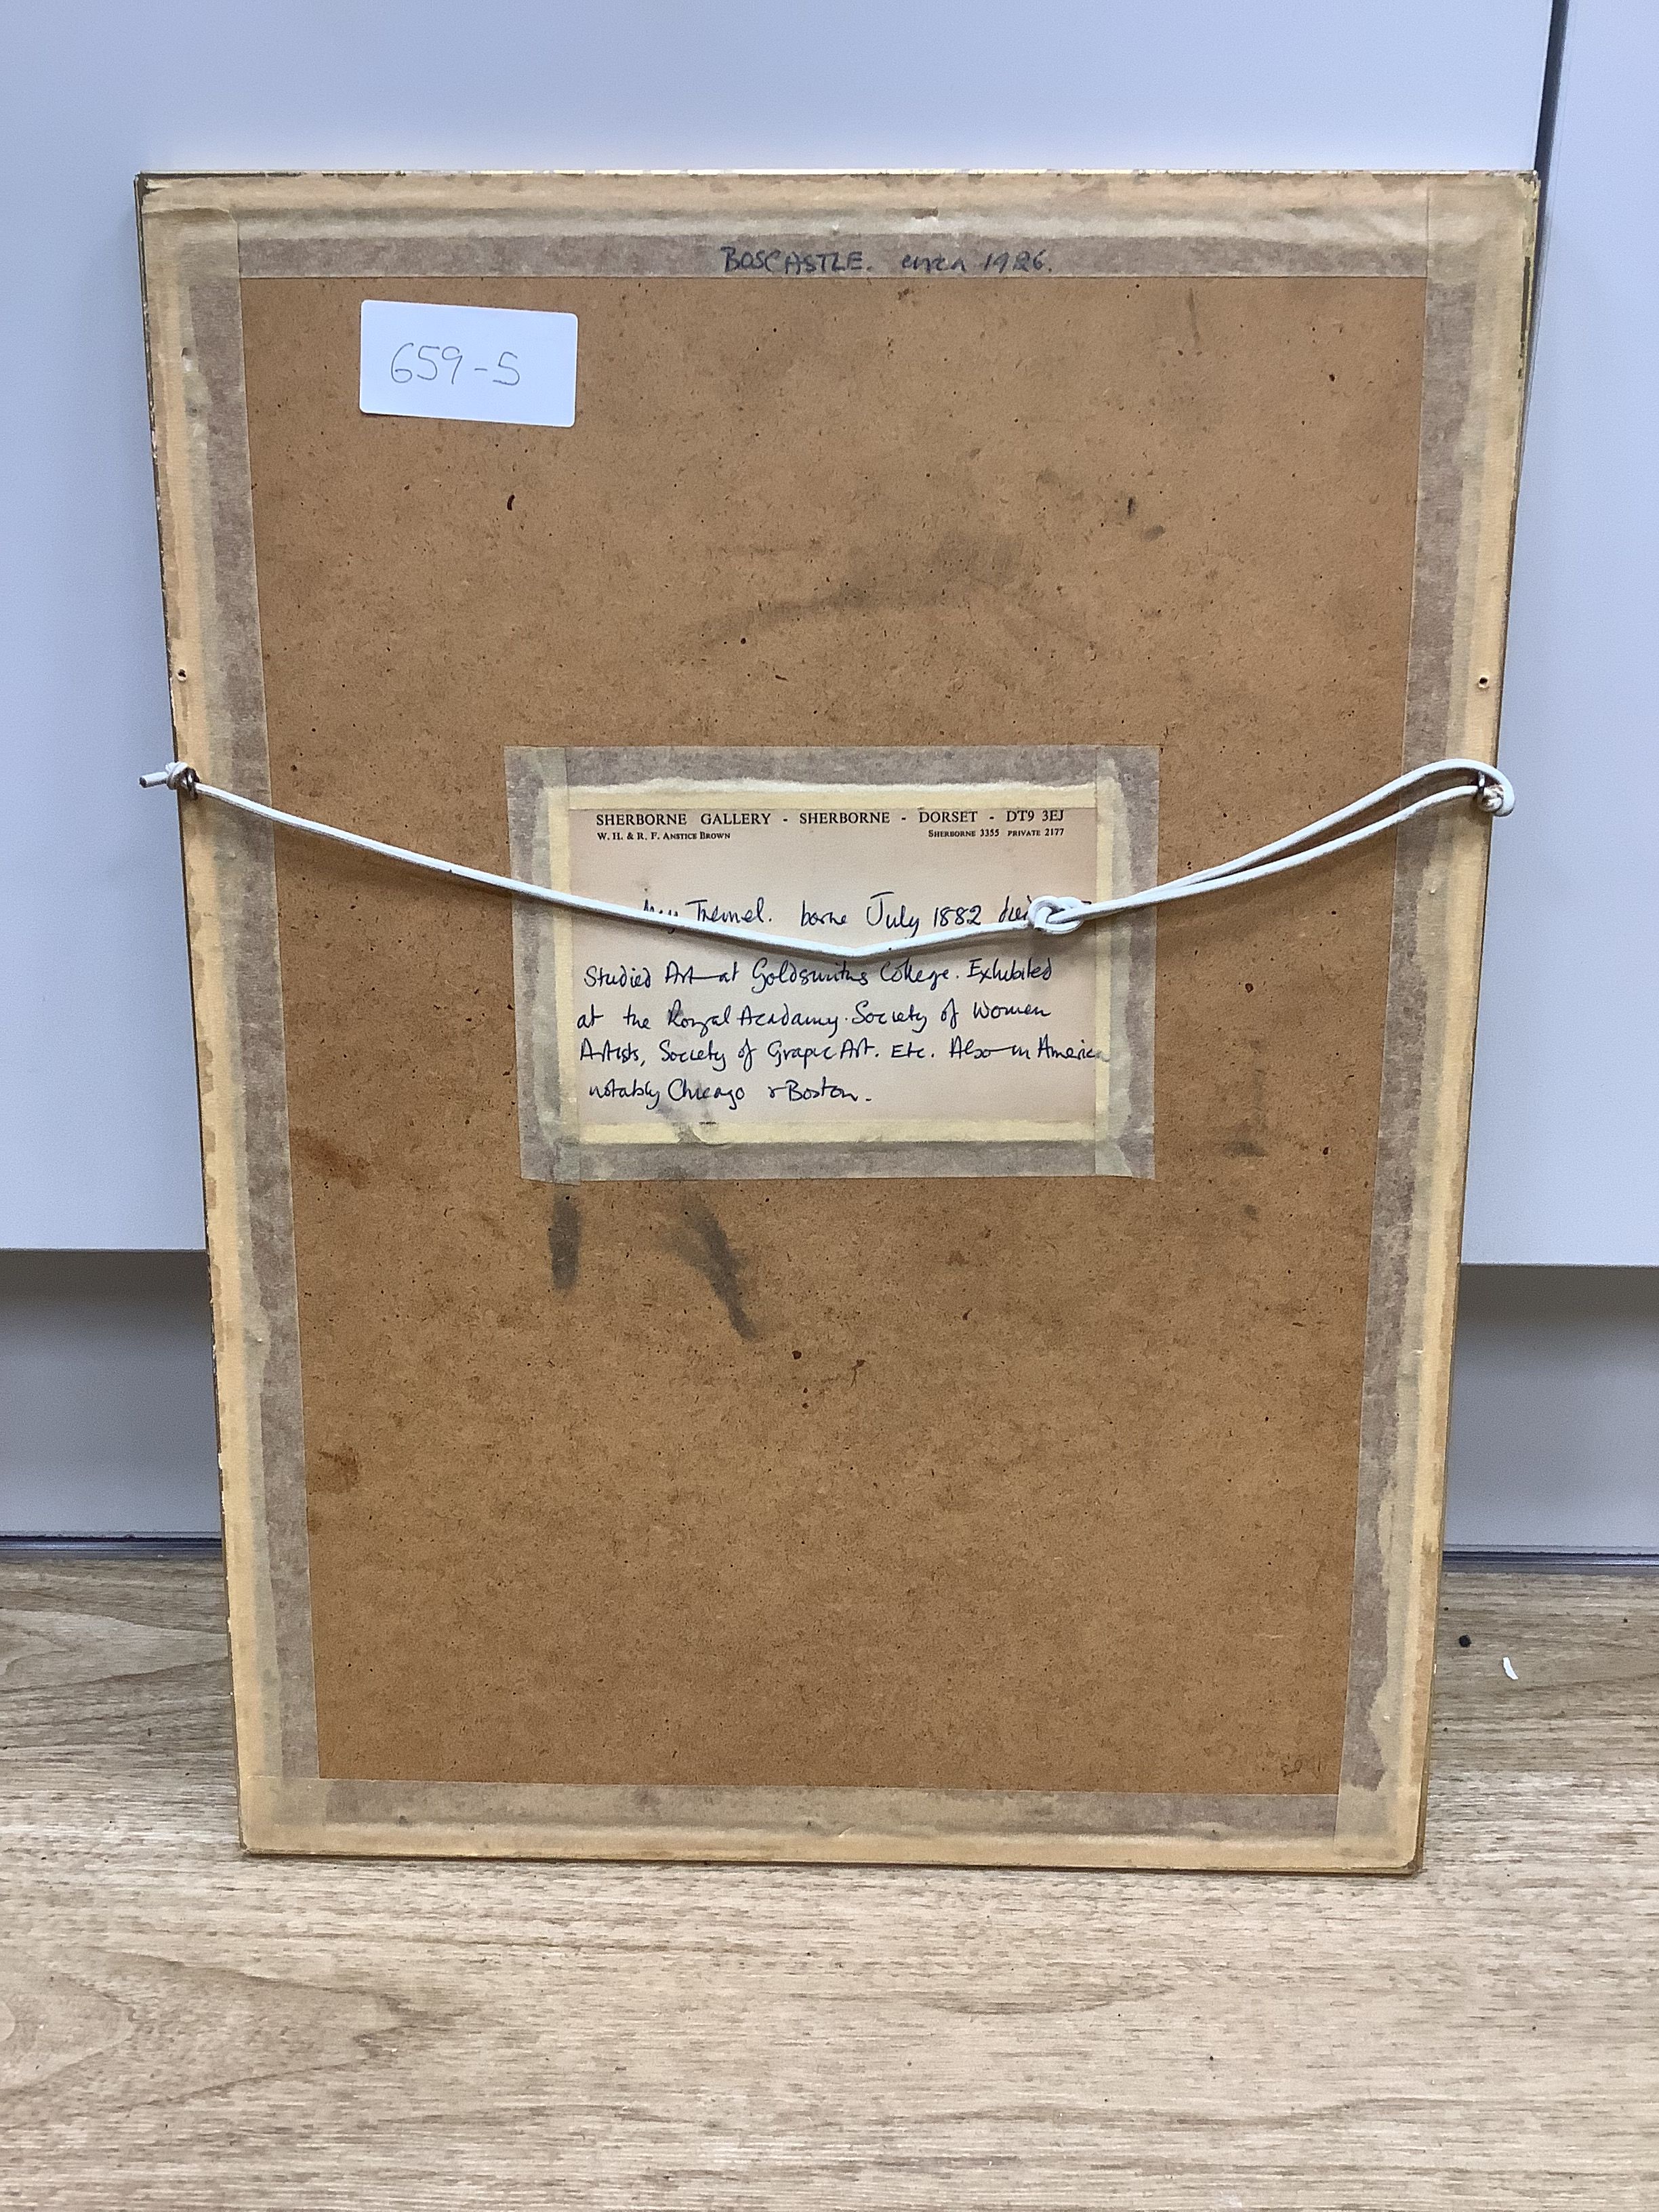 BOSCASTLE. circa 1926.
659-5
SHERBORNE GALLERY - SHERBORNE - DORSET - DT9 3EJ
W. H. & R. F. ANSTICE BROWN SHERBORNE 3355 PRIVATE 2177
borne July 1882
Studied Art at Goldsmiths College. Exhibited
at the Royal Academy. Society of Women
Artists, Society of Grapic Art. Etc. Also in America
notably Chicago & Boston.